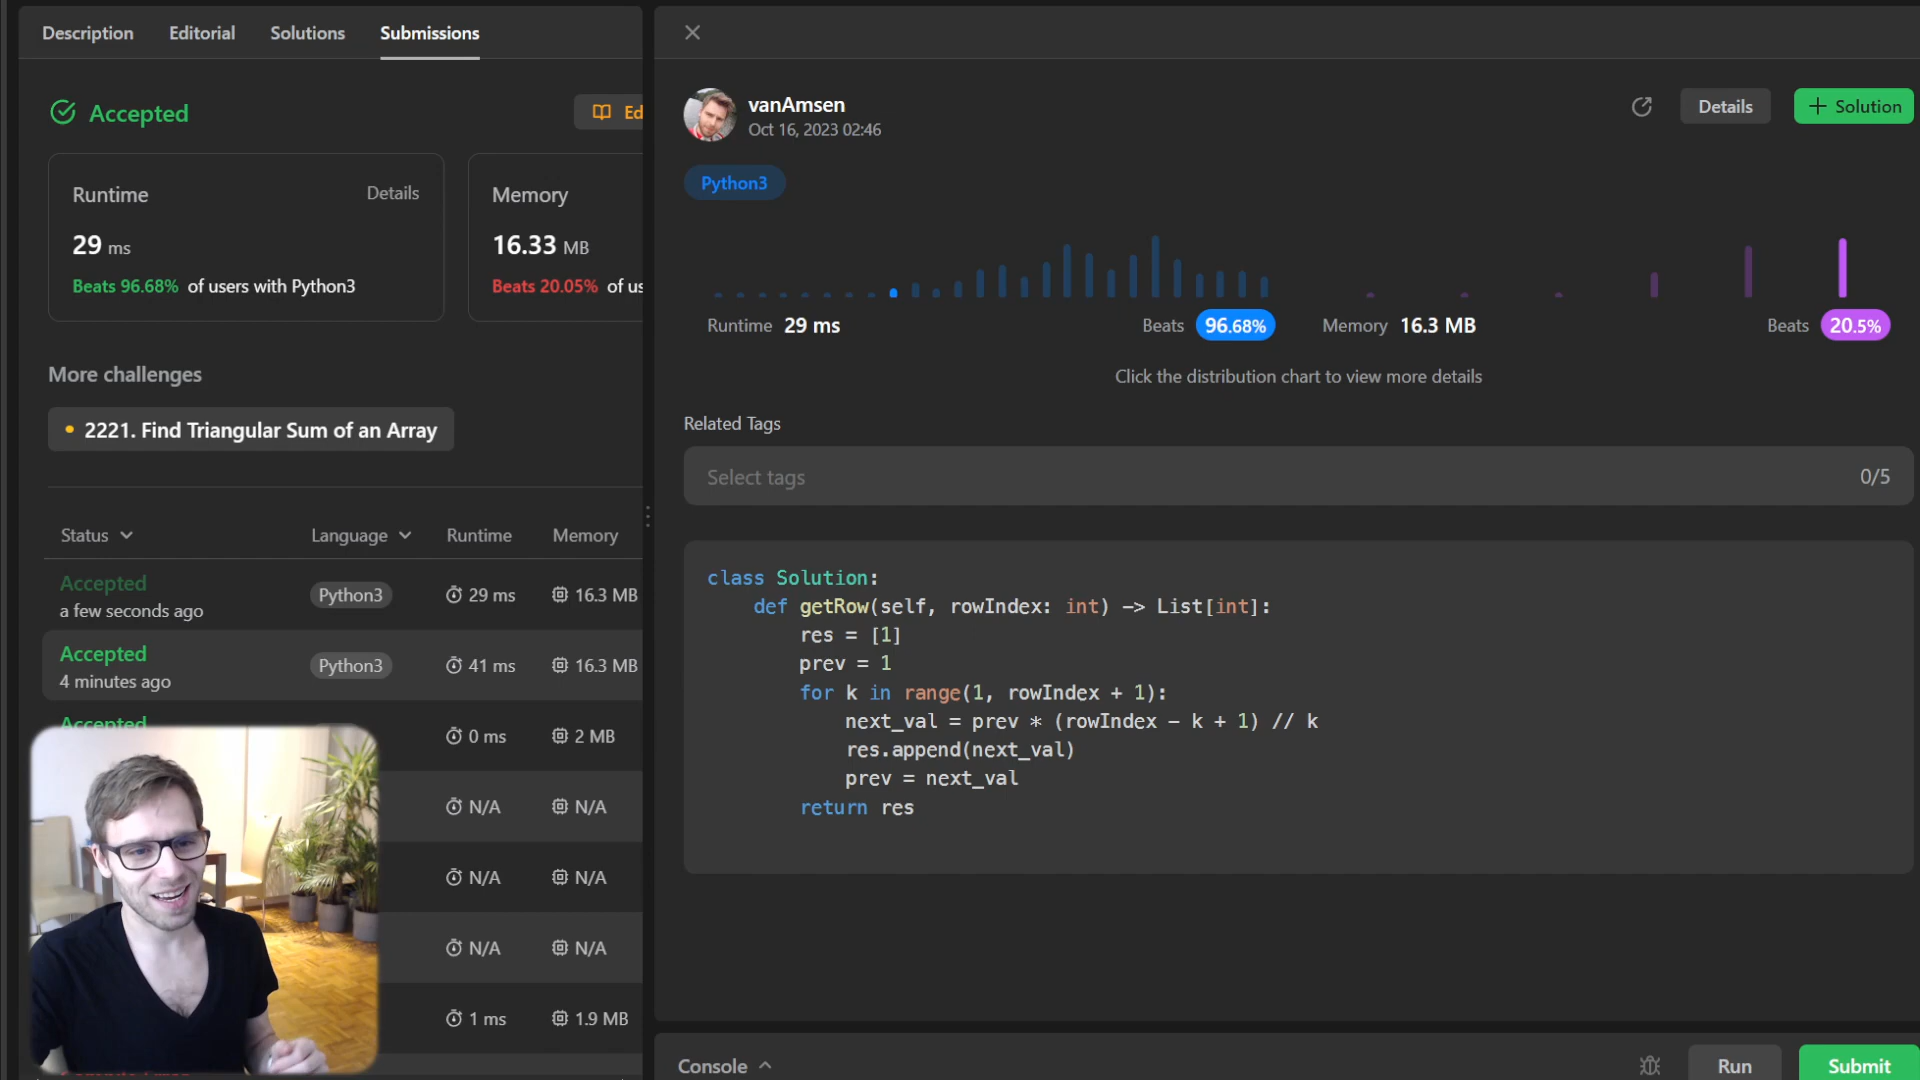 Description Editorial Solutions Submissions
Accepted
Ed
Runtime Details
29 ms
Beats 96.68% of users with Python3
Memory
16.33 MB
Beats 20.05% of us
More challenges
2221. Find Triangular Sum of an Array
Status Language Runtime Memory
Accepted
a few seconds ago
Python3 29 ms 16.3 MB
Accepted
4 minutes ago
Python3 41 ms 16.3 MB
Accepted
0 ms 2 MB
N/A N/A
N/A N/A
N/A N/A
1 ms 1.9 MB
vanAmsen
Oct 16, 2023 02:46
Details
+ Solution
Python3
Runtime 29 ms Beats 96.68%
Memory 16.3 MB Beats 20.5%
Click the distribution chart to view more details
Related Tags
Select tags 0/5
class Solution:
def getRow(self, rowIndex: int) -> List[int]:
res = [1]
prev = 1
for k in range(1, rowIndex + 1):
next_val = prev * (rowIndex - k + 1) // k
res.append(next_val)
prev = next_val
return res
Console Run Submit